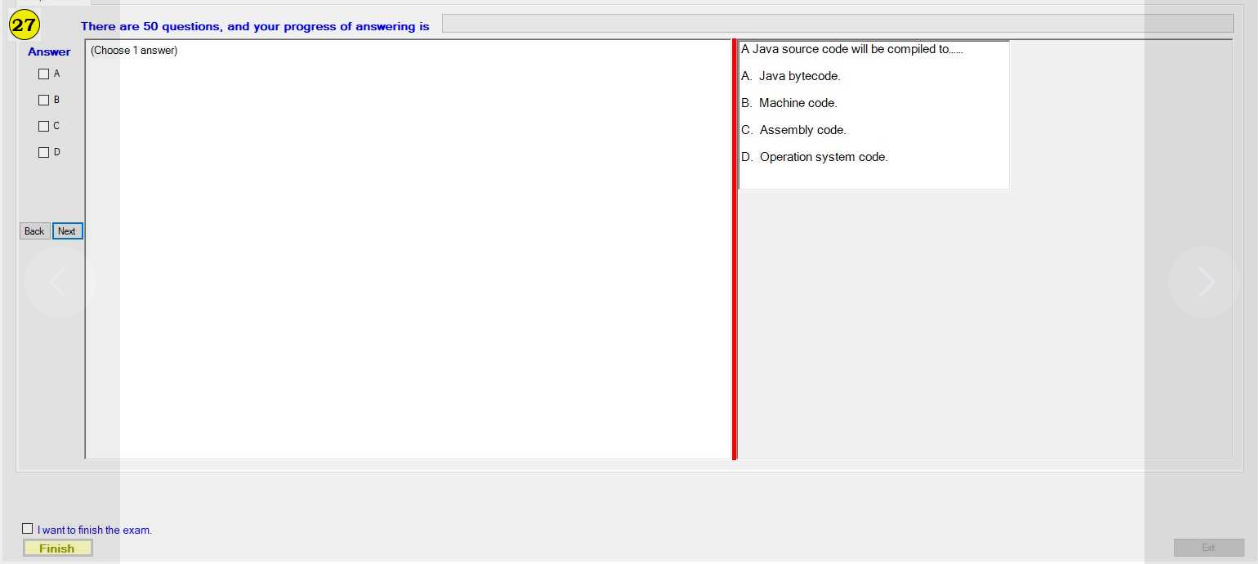 27
There are 50 questions, and your progress of answering is
Answer
(Choose 1 answer)
A
B
C
D
Back
Next
A Java source code will be compiled to......
A. Java bytecode.
B. Machine code.
C. Assembly code.
D. Operation system code.
I want to finish the exam.
Finish
Exit